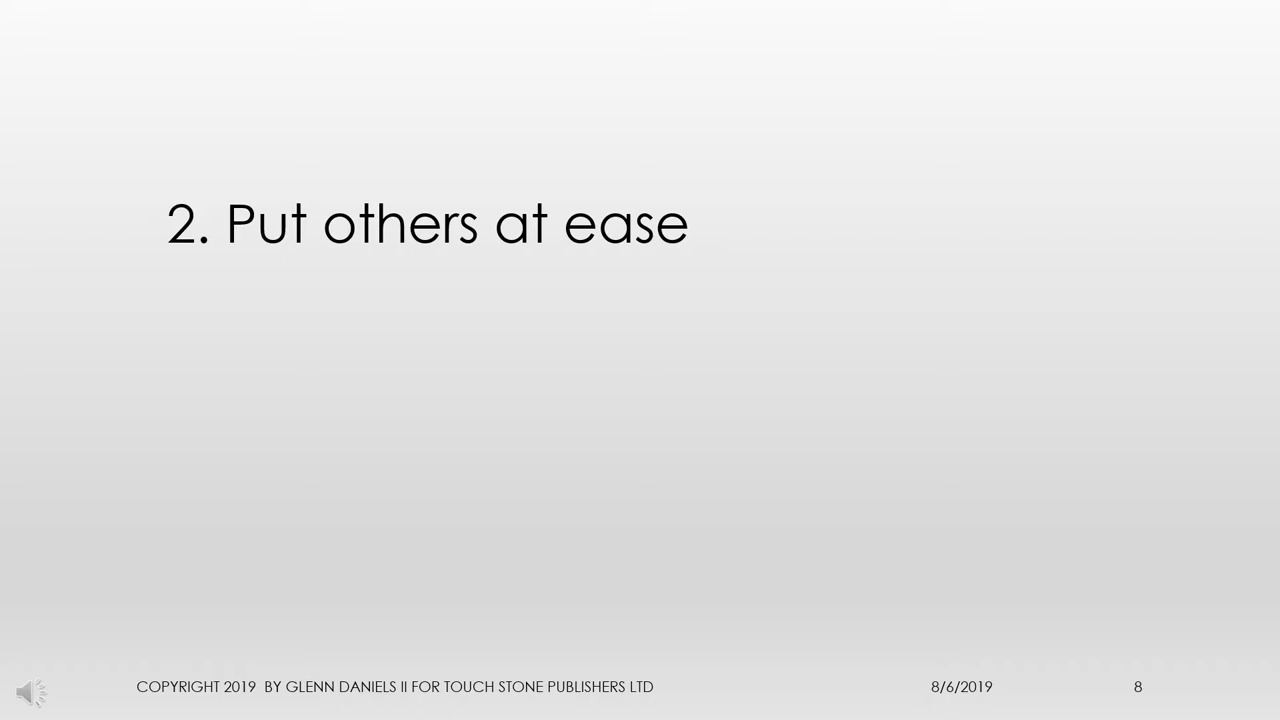 2. Put others at ease
COPYRIGHT 2019 BY GLENN DANIELS II FOR TOUCH STONE PUBLISHERS LTD
8/6/2019
8